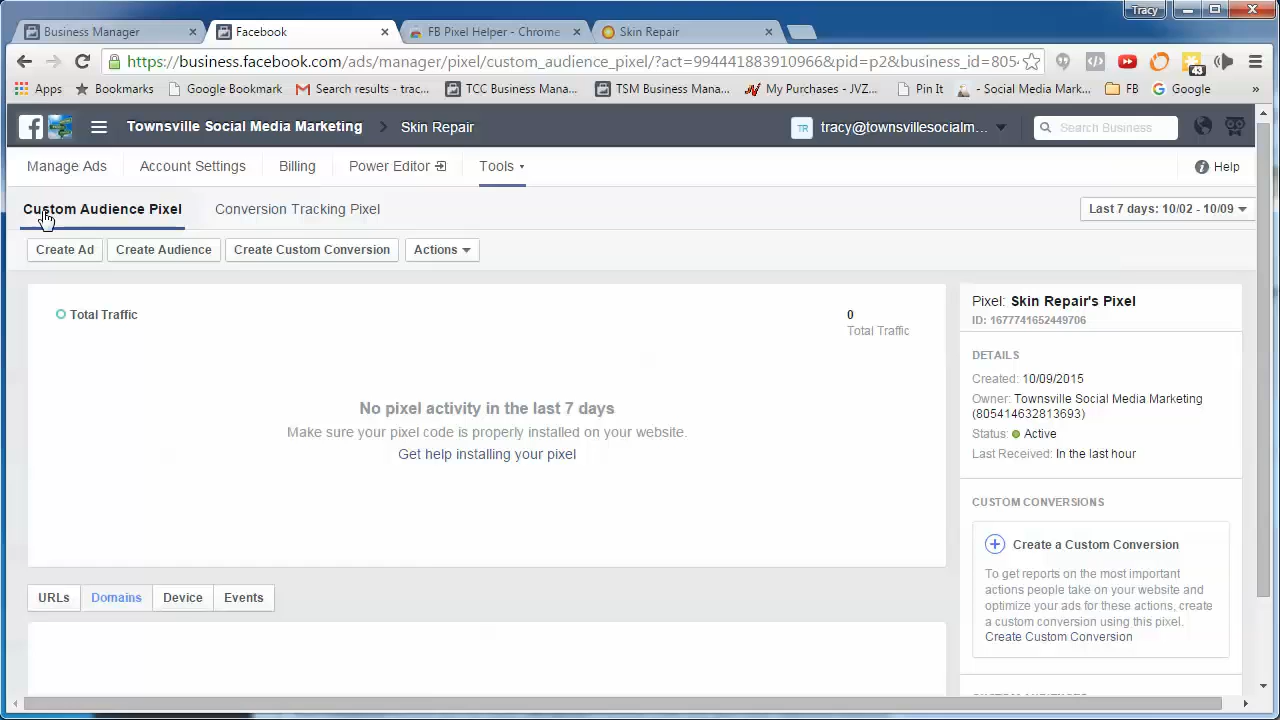 Tracy
Business Manager
Facebook
FB Pixel Helper - Chrome
Skin Repair
https://business.facebook.com/ads/manager/pixel/custom_audience_pixel/?act=994441883910966&pid=p2&business_id=805
43
Apps
Bookmarks
Google Bookmark
Search results - trac...
TCC Business Mana...
TSM Business Mana...
My Purchases - JVZ...
Pin It
- Social Media Mark...
FB
Google
»
Townsville Social Media Marketing
Skin Repair
TR
tracy@townsvillesocialm...
Search Business
Manage Ads
Account Settings
Billing
Power Editor
Tools
Help
Custom Audience Pixel
Conversion Tracking Pixel
Last 7 days: 10/02 - 10/09
Create Ad
Create Audience
Create Custom Conversion
Actions
Total Traffic
0
Total Traffic
No pixel activity in the last 7 days
Make sure your pixel code is properly installed on your website.
Get help installing your pixel
URLs
Domains
Device
Events
Pixel: Skin Repair's Pixel
ID: 1677741652449706
DETAILS
Created: 10/09/2015
Owner: Townsville Social Media Marketing
(805414632813693)
Status: Active
Last Received: In the last hour
CUSTOM CONVERSIONS
Create a Custom Conversion
To get reports on the most important
actions people take on your website and
optimize your ads for these actions, create
a custom conversion using this pixel.
Create Custom Conversion